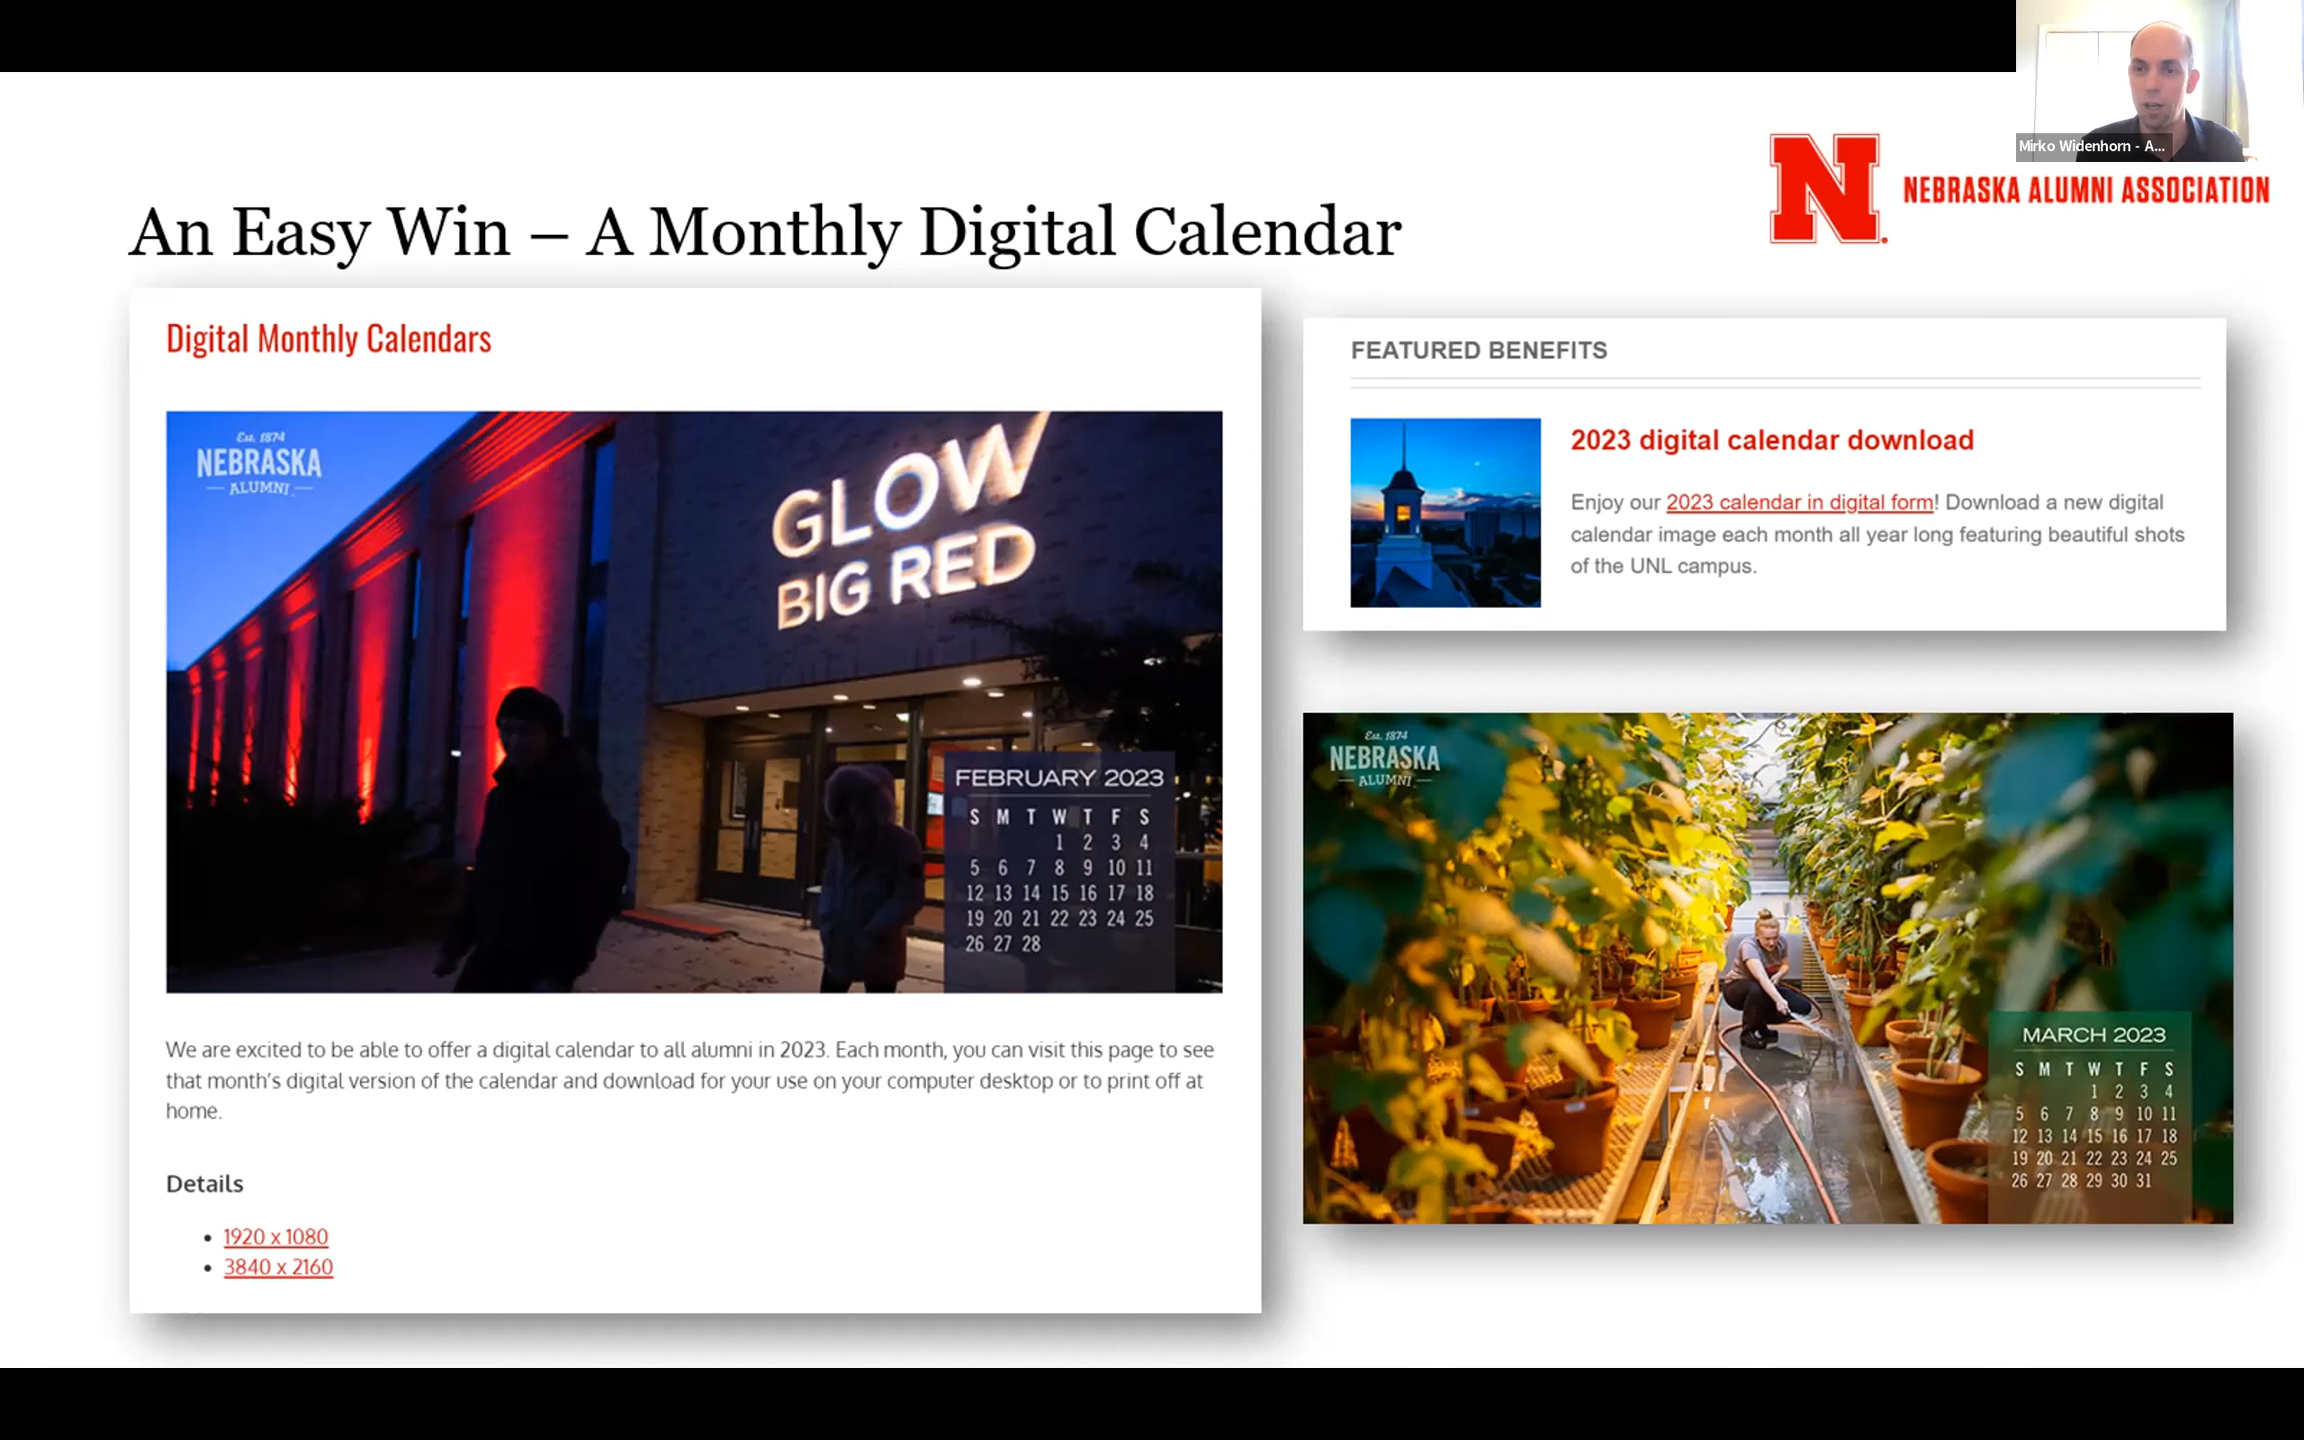 Mirko Widenhorn - A...
NEBRASKA ALUMNI ASSOCIATION
An Easy Win – A Monthly Digital Calendar
Digital Monthly Calendars
Est. 1874
NEBRASKA
ALUMNI
GLOW
BIG RED
FEBRUARY 2023
S M T W T F S
1 2 3 4
5 6 7 8 9 10 11
12 13 14 15 16 17 18
19 20 21 22 23 24 25
26 27 28
We are excited to be able to offer a digital calendar to all alumni in 2023. Each month, you can visit this page to see
that month's digital version of the calendar and download for your use on your computer desktop or to print off at
home.
Details
• 1920 x 1080
• 3840 x 2160
FEATURED BENEFITS
2023 digital calendar download
Enjoy our 2023 calendar in digital form! Download a new digital
calendar image each month all year long featuring beautiful shots
of the UNL campus.
Est. 1874
NEBRASKA
ALUMNI
MARCH 2023
S M T W T F S
1 2 3 4
5 6 7 8 9 10 11
12 13 14 15 16 17 18
19 20 21 22 23 24 25
26 27 28 29 30 31